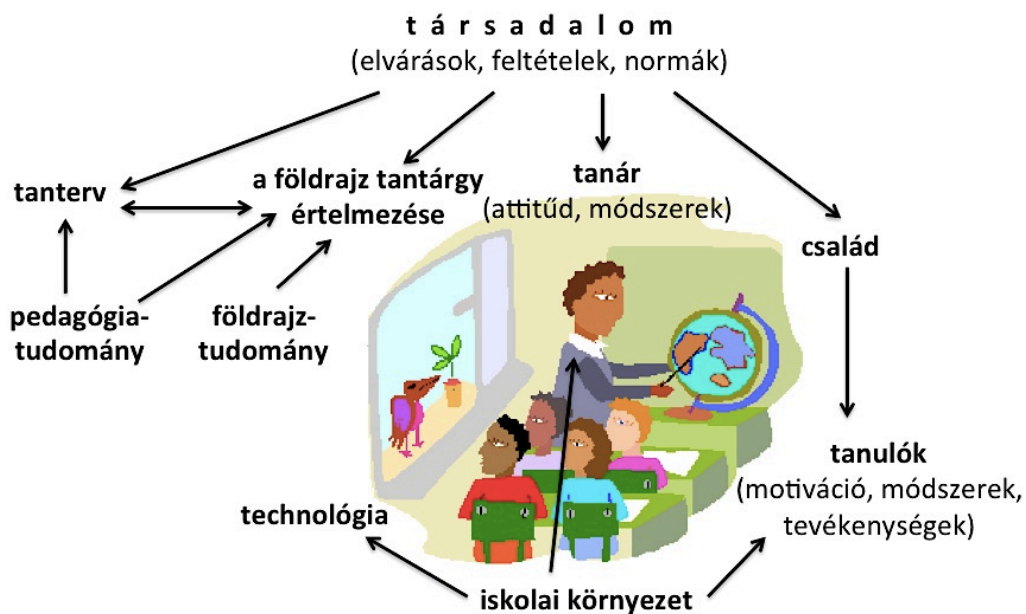 társadalom
(elvárások, feltételek, normák)
tanterv
a földrajz tantárgy
értelmezése
tanár
(attitűd, módszerek)
család
pedagógia-
tudomány
földrajz-
tudomány
tanulók
(motiváció, módszerek,
tevékenységek)
technológia
iskolai környezet